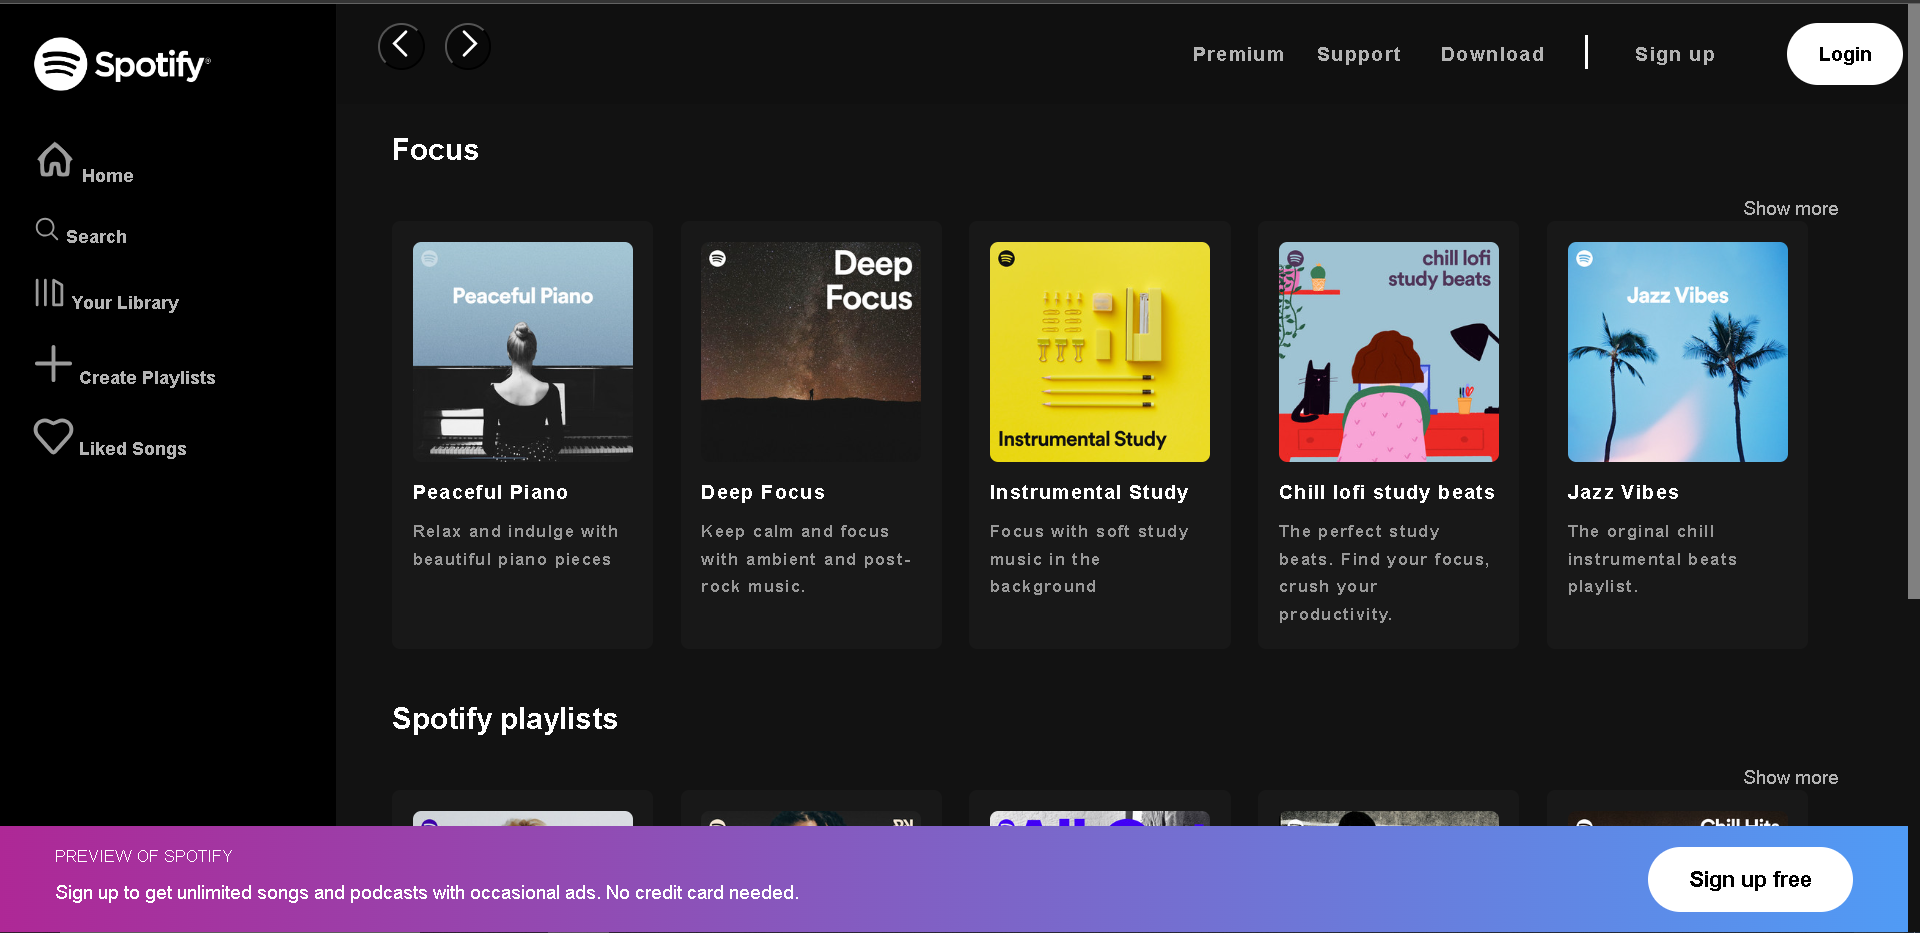 Spotify®
Home
Search
Your Library
Create Playlists
Liked Songs
Premium Support Download Sign up Login
Focus
Show more
Peaceful Piano
Deep
Focus
Instrumental Study
chill lofi
study beats
Jazz Vibes
Peaceful Piano
Relax and indulge with
beautiful piano pieces
Deep Focus
Keep calm and focus
with ambient and post-
rock music.
Instrumental Study
Focus with soft study
music in the
background
Chill lofi study beats
The perfect study
beats. Find your focus,
crush your
productivity.
Jazz Vibes
The orginal chill
instrumental beats
playlist.
Spotify playlists
Show more
Chill Hits
PREVIEW OF SPOTIFY
Sign up to get unlimited songs and podcasts with occasional ads. No credit card needed.
Sign up free